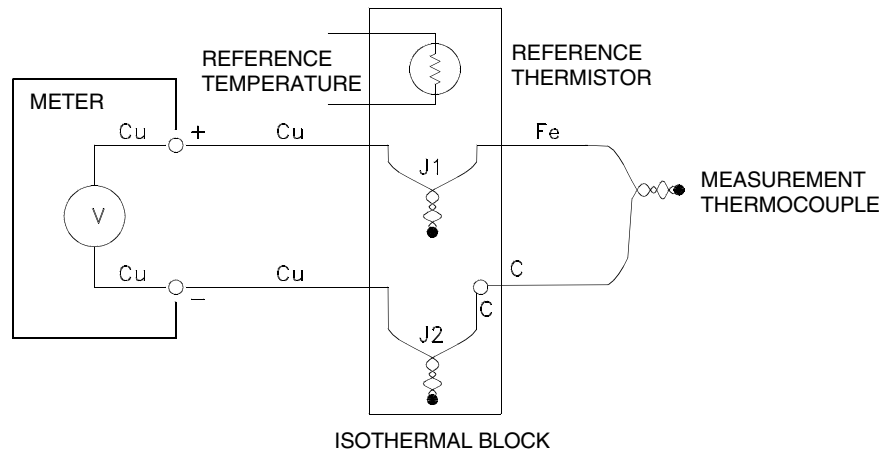 REFERENCE
TEMPERATURE
REFERENCE
THERMISTOR
METER
Cu
+
Cu
Fe
J1
MEASUREMENT
THERMOCOUPLE
V
Cu
–
Cu
C
C
J2
ISOTHERMAL BLOCK